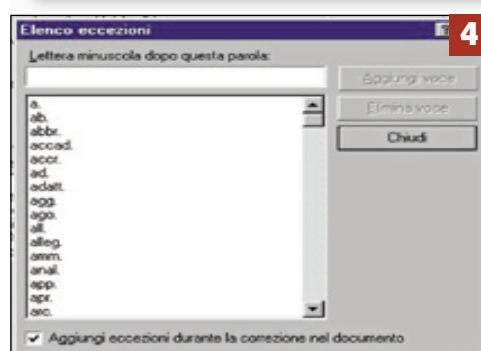 Elenco eccezioni
4
Lettera minuscola dopo questa parola:
Aggiungi voce
Elimina voce
Chiudi
a.
ab.
abbr.
accad.
accr.
ad.
adatt.
agg.
ago.
all.
alleg.
amm.
anal.
app.
apr.
arc.
Aggiungi eccezioni durante la correzione nel documento